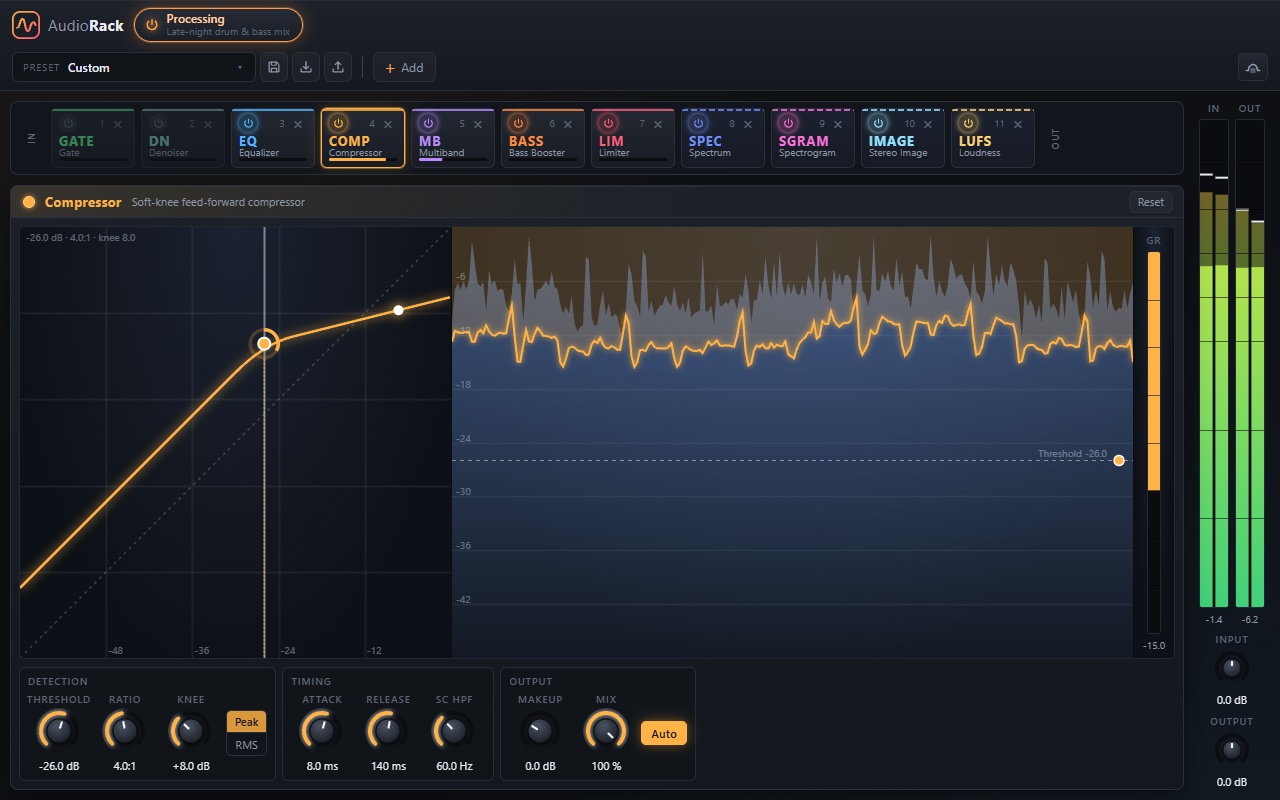 AudioRack
Processing
Late-night drum & bass mix
PRESET Custom
+ Add
IN
1
GATE
Gate
2
DN
Denoiser
3
EQ
Equalizer
4
COMP
Compressor
5
MB
Multiband
6
BASS
Bass Booster
7
LIM
Limiter
8
SPEC
Spectrum
9
SGRAM
Spectrogram
10
IMAGE
Stereo Image
11
LUFS
Loudness
OUT
IN OUT
Compressor Soft-knee feed-forward compressor
Reset
-26.0 dB · 4.0:1 · knee 8.0
-48 -36 -24 -12
-6
-12
-18
-24
-30
-36
-42
Threshold -26.0
GR
-15.0
-1.4 -6.2
INPUT
0.0 dB
OUTPUT
0.0 dB
DETECTION
THRESHOLD RATIO KNEE
Peak
RMS
-26.0 dB 4.0:1 +8.0 dB
TIMING
ATTACK RELEASE SC HPF
8.0 ms 140 ms 60.0 Hz
OUTPUT
MAKEUP MIX
Auto
0.0 dB 100 %